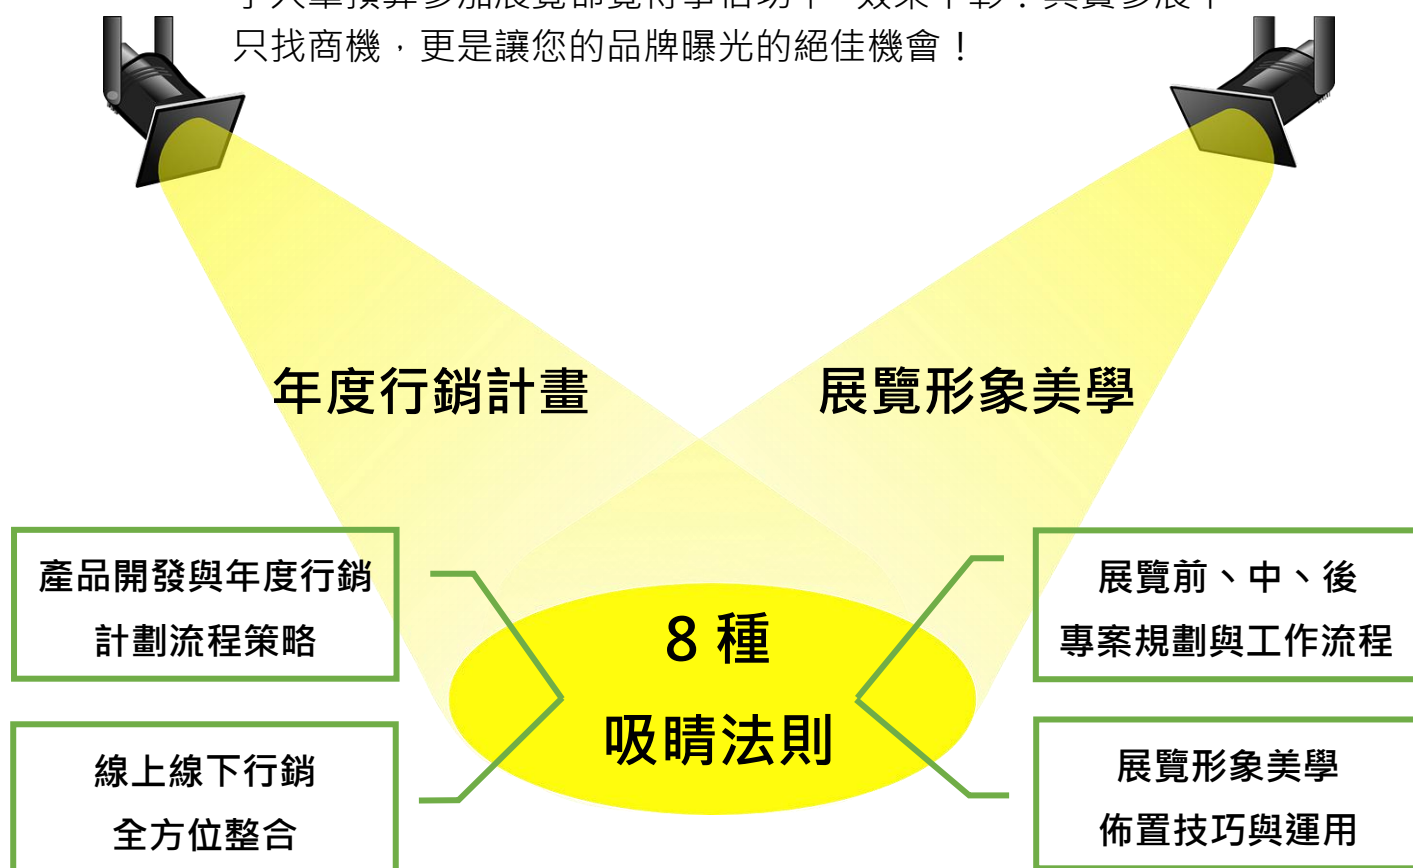 只找商機，更是讓您的品牌曝光的絕佳機會！
年度行銷計畫
展覽形象美學
產品開發與年度行銷
計劃流程策略
線上線下行銷
全方位整合
8 種
吸睛法則
展覽前、中、後
專案規劃與工作流程
展覽形象美學
佈置技巧與運用